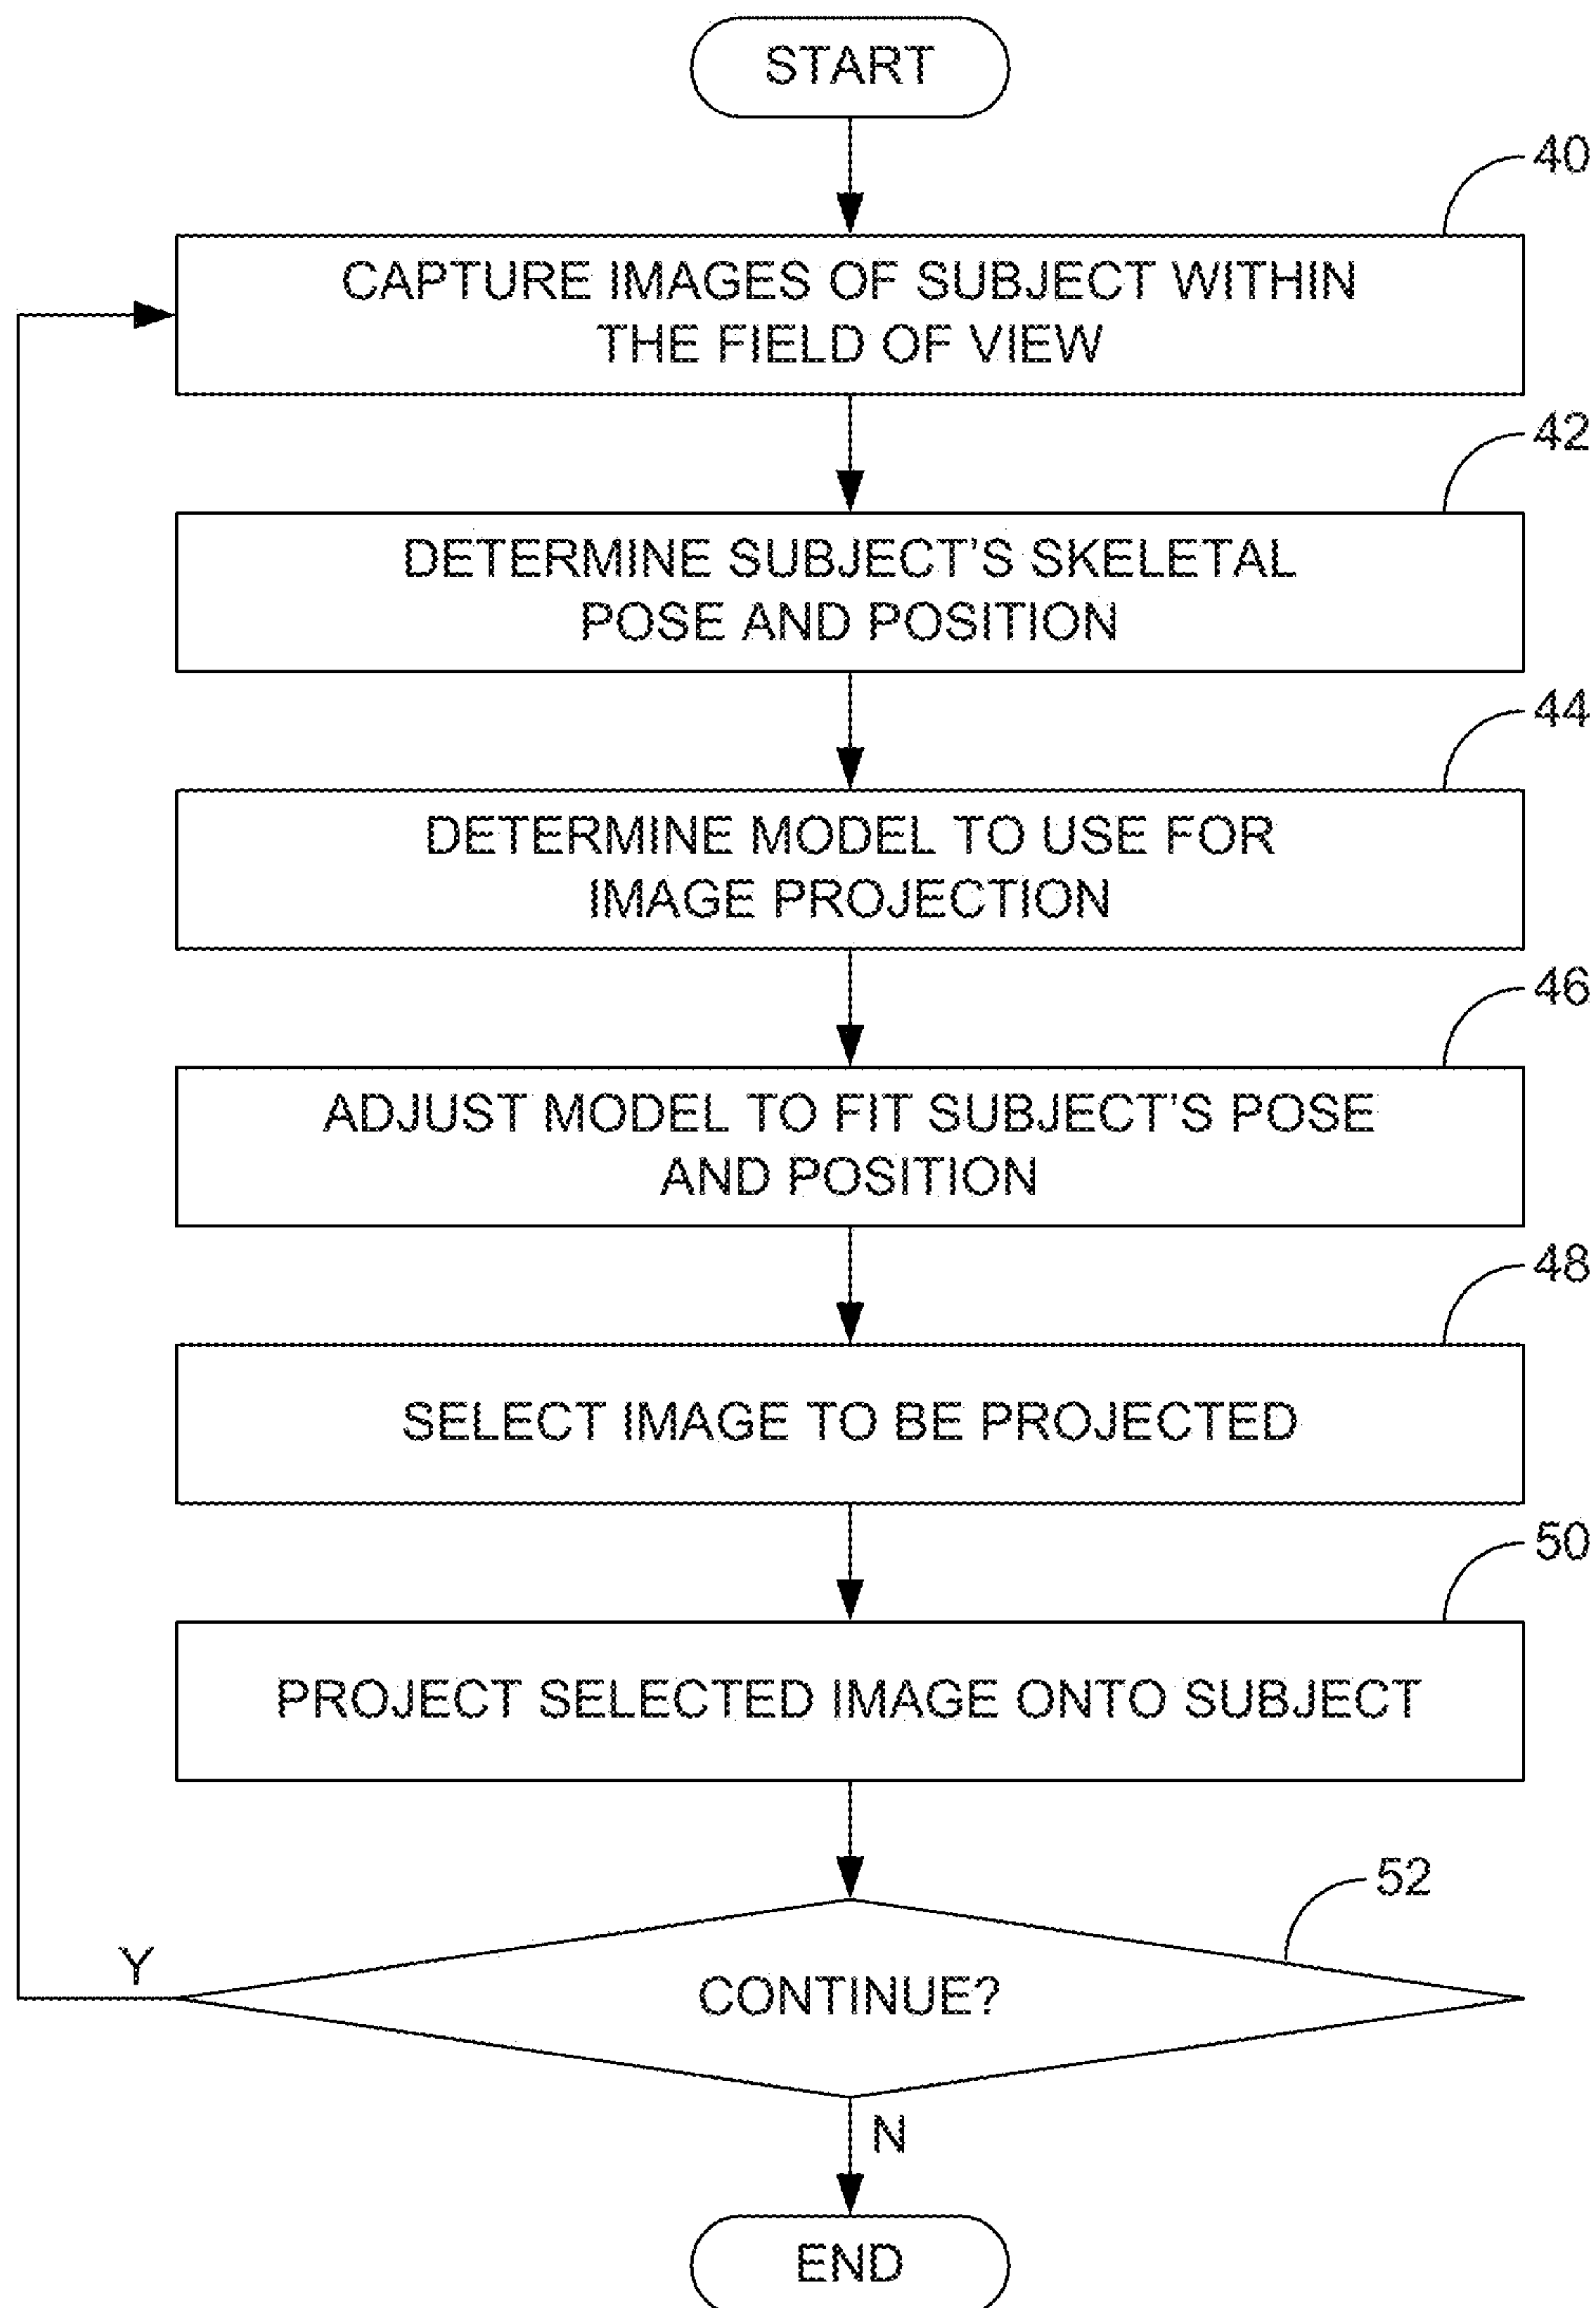 START
40
CAPTURE IMAGES OF SUBJECT WITHIN
THE FIELD OF VIEW
42
DETERMINE SUBJECT'S SKELETAL
POSE AND POSITION
44
DETERMINE MODEL TO USE FOR
IMAGE PROJECTION
46
ADJUST MODEL TO FIT SUBJECT'S POSE
AND POSITION
48
SELECT IMAGE TO BE PROJECTED
50
PROJECT SELECTED IMAGE ONTO SUBJECT
52
Y
CONTINUE?
N
END